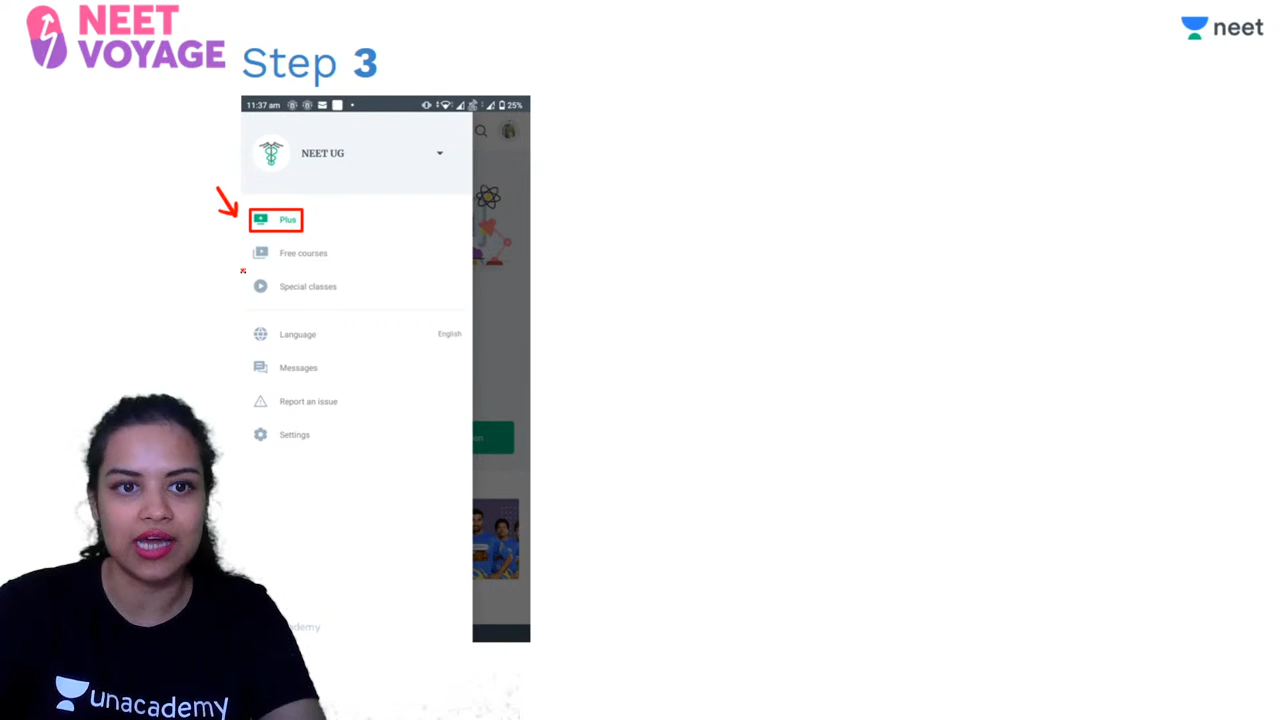 NEET
VOYAGE
neet
Step 3
11:37 am
25%
NEET UG
Plus
Free courses
Special classes
Language
English
Messages
Report an issue
Settings
unacademy